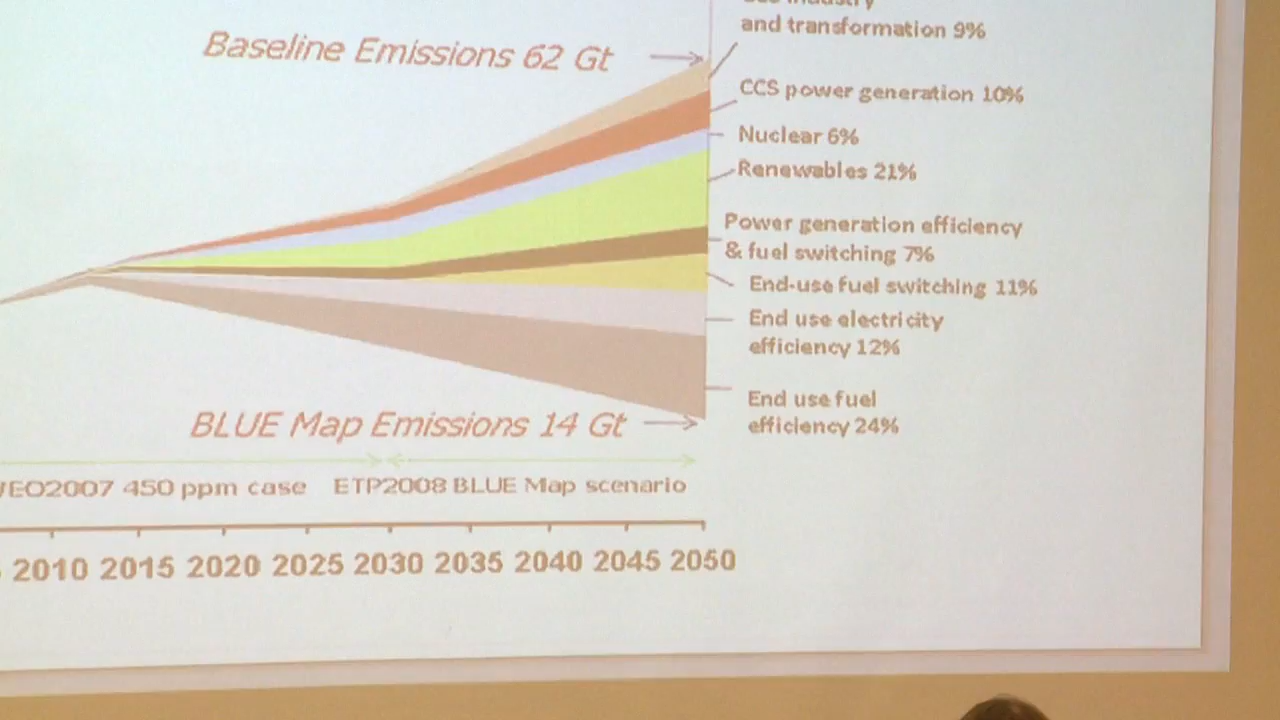 and transformation 9%
Baseline Emissions 62 Gt
CCS power generation 10%
Nuclear 6%
Renewables 21%
Power generation efficiency
& fuel switching 7%
End-use fuel switching 11%
End use electricity
efficiency 12%
End use fuel
efficiency 24%
BLUE Map Emissions 14 Gt
450 ppm case ETP2008 BLUE Map scenario
2010 2015 2020 2025 2030 2035 2040 2045 2050